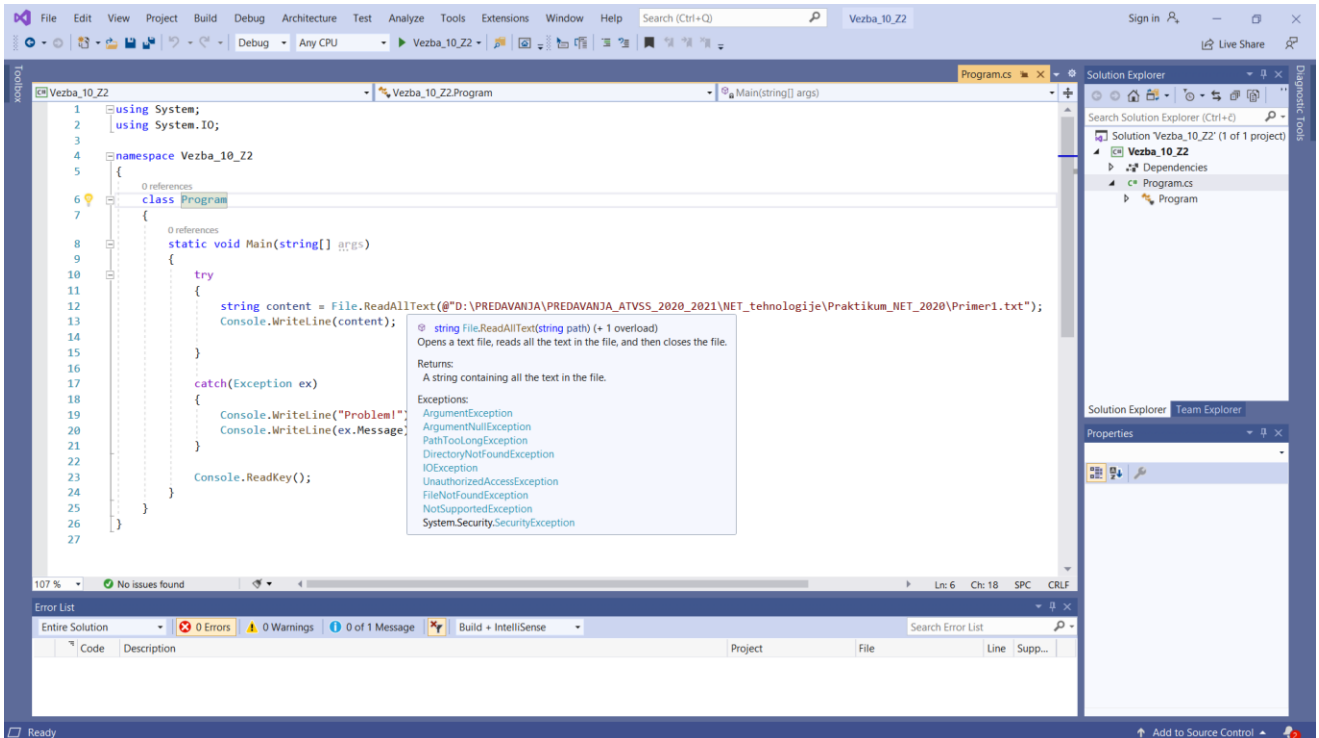 File Edit View Project Build Debug Architecture Test Analyze Tools Extensions Window Help Search (Ctrl+Q) Vezba_10_Z2 Sign in
Debug Any CPU Vezba_10_Z2 Live Share
Toolbox
Program.cs
Vezba_10_Z2 Vezba_10_Z2.Program Main(string[] args)
1 using System;
2 using System.IO;
3
4 namespace Vezba_10_Z2
5 {
0 references
6 class Program
7 {
0 references
8 static void Main(string[] args)
9 {
10 try
11 {
12 string content = File.ReadAllText(@"D:\PREDAVANJA\PREDAVANJA_ATVSS_2020_2021\NET_tehnologije\Praktikum_NET_2020\Primer1.txt");
13 Console.WriteLine(content);
14
15 }
16
17 catch(Exception ex)
18 {
19 Console.WriteLine("Problem!")
20 Console.WriteLine(ex.Message)
21 }
22
23 Console.ReadKey();
24 }
25 }
26 }
27
string File.ReadAllText(string path) (+ 1 overload)
Opens a text file, reads all the text in the file, and then closes the file.
Returns:
A string containing all the text in the file.
Exceptions:
ArgumentException
ArgumentNullException
PathTooLongException
DirectoryNotFoundException
IOException
UnauthorizedAccessException
FileNotFoundException
NotSupportedException
System.Security.SecurityException
107 % No issues found Ln: 6 Ch: 18 SPC CRLF
Error List
Entire Solution 0 Errors 0 Warnings 0 of 1 Message Build + IntelliSense Search Error List
Code Description Project File Line Supp...
Solution Explorer
Search Solution Explorer (Ctrl+č)
Solution 'Vezba_10_Z2' (1 of 1 project)
Vezba_10_Z2
Dependencies
Program.cs
Program
Solution Explorer Team Explorer
Properties
Diagnostic Tools
Ready Add to Source Control 2